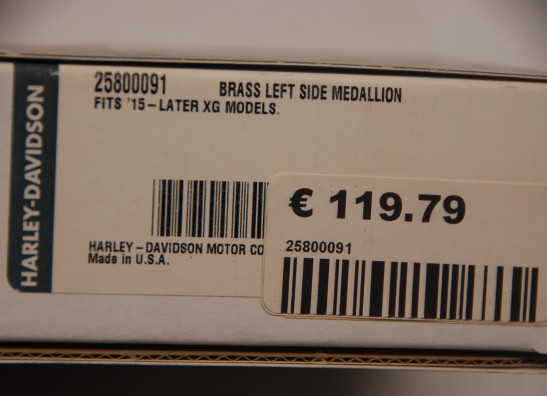 HARLEY-DAVIDSON
25800091 BRASS LEFT SIDE MEDALLION
FITS '15-LATER XG MODELS.
HARLEY-DAVIDSON MOTOR CO
Made in U.S.A.
€ 119.79
25800091